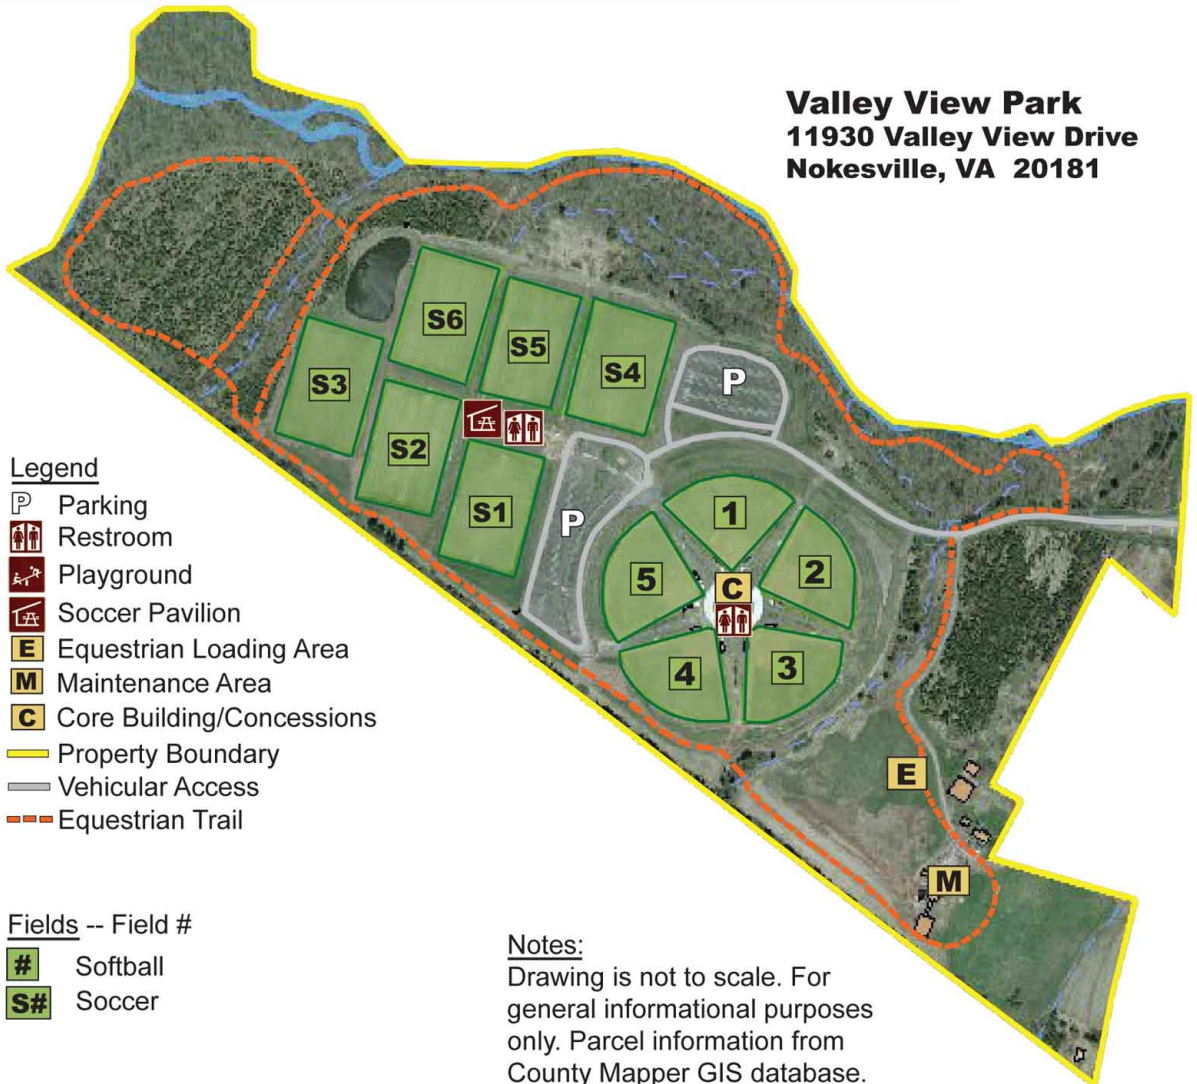 Valley View Park
11930 Valley View Drive
Nokesville, VA 20181
S6
S5
S4
S3
P
S2
S1
P
1
2
5
C
4
3
E
M
Legend
P Parking
Restroom
Playground
Soccer Pavilion
E Equestrian Loading Area
M Maintenance Area
C Core Building/Concessions
Property Boundary
Vehicular Access
Equestrian Trail
Fields -- Field #
# Softball
S# Soccer
Notes:
Drawing is not to scale. For
general informational purposes
only. Parcel information from
County Mapper GIS database.